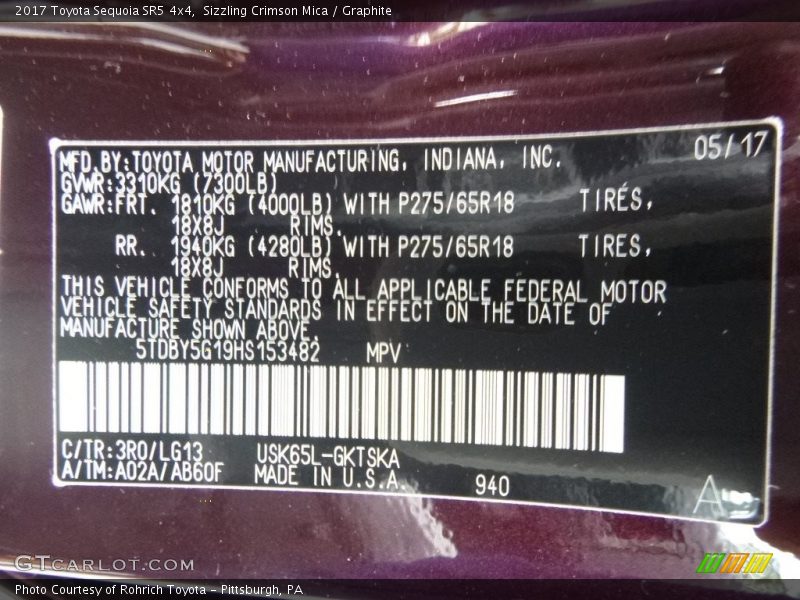 2017 Toyota Sequoia SR5 4x4, Sizzling Crimson Mica / Graphite
MFD.BY:TOYOTA MOTOR MANUFACTURING, INDIANA, INC. 05/17
GVWR:3310KG (7300LB)
GAWR:FRT. 1810KG (4000LB) WITH P275/65R18 TIRES,
18X8J RIMS.
RR. 1940KG (4280LB) WITH P275/65R18 TIRES,
18X8J RIMS.
THIS VEHICLE CONFORMS TO ALL APPLICABLE FEDERAL MOTOR
VEHICLE SAFETY STANDARDS IN EFFECT ON THE DATE OF
MANUFACTURE SHOWN ABOVE.
5TDBY5G19HS153482 MPV
C/TR:3R0/LG13 USK65L-GKTSKA
A/TM:A02A/AB60F MADE IN U.S.A. 940
A
GTCARLOT.COM
Photo Courtesy of Rohrich Toyota - Pittsburgh, PA